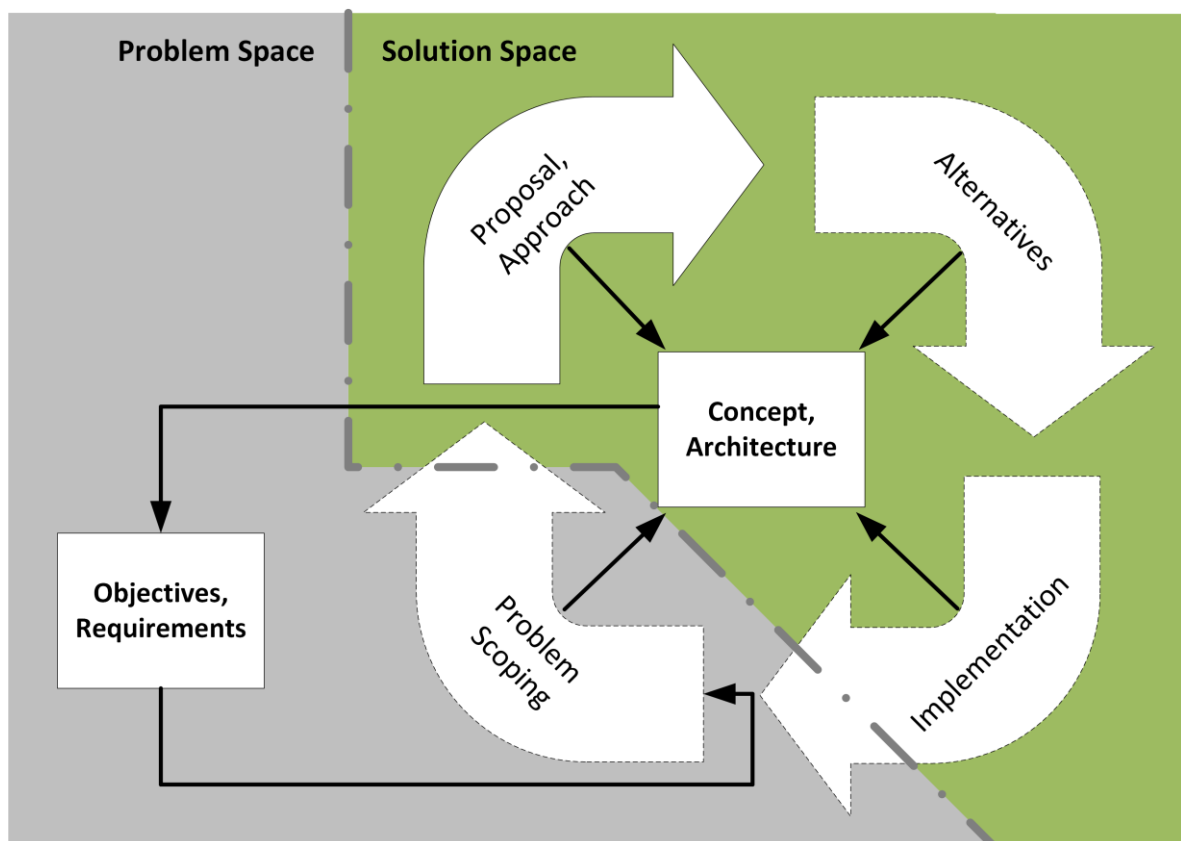 Problem Space
Solution Space
Proposal,
Approach
Alternatives
Concept,
Architecture
Objectives,
Requirements
Problem
Scoping
Implementation